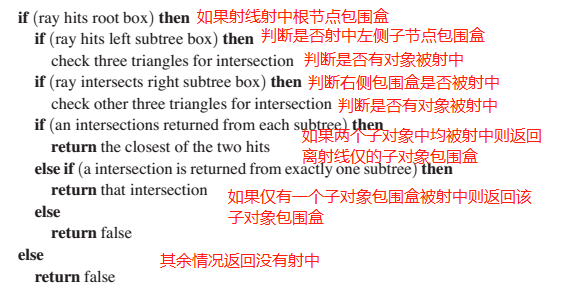 if (ray hits root box) then 如果射线射中根节点包围盒
if (ray hits left subtree box) then 判断是否射中左侧子节点包围盒
check three triangles for intersection 判断是否有对象被射中
if (ray intersects right subtree box) then 判断右侧包围盒是否被射中
check other three triangles for intersection 判断是否有对象被射中
if (an intersections returned from each subtree) then
如果两个子对象中均被射中则返回
return the closest of the two hits
离射线仅的子对象包围盒
else if (a intersection is returned from exactly one subtree) then
return that intersection
如果仅有一个子对象包围盒被射中则返回该
else
子对象包围盒
return false
else
其余情况返回没有射中
return false